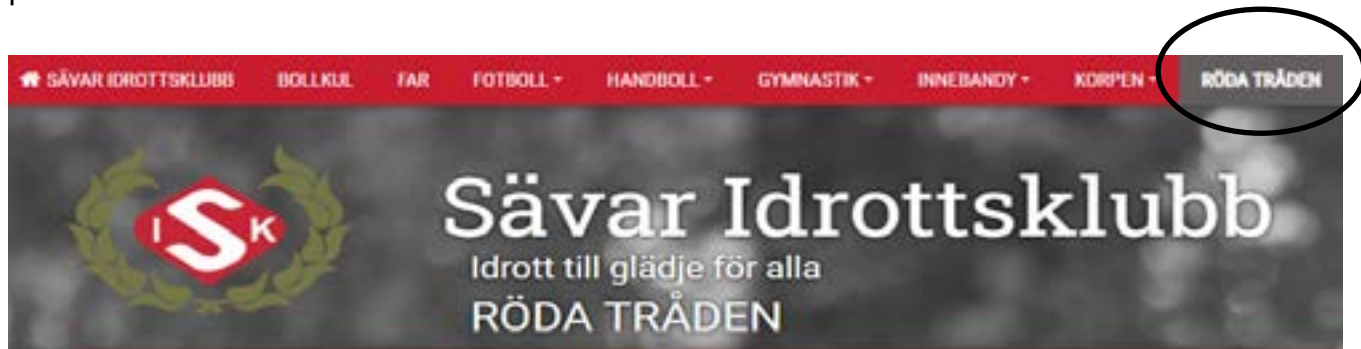 SÄVAR IDROTTSKLUBB BOLLKUL FAR FOTBOLL HANDBOLL GYMNASTIK INNEBANDY KORPEN RÖDA TRÅDEN
ISK
Sävar Idrottsklubb
Idrott till glädje för alla
RÖDA TRÅDEN